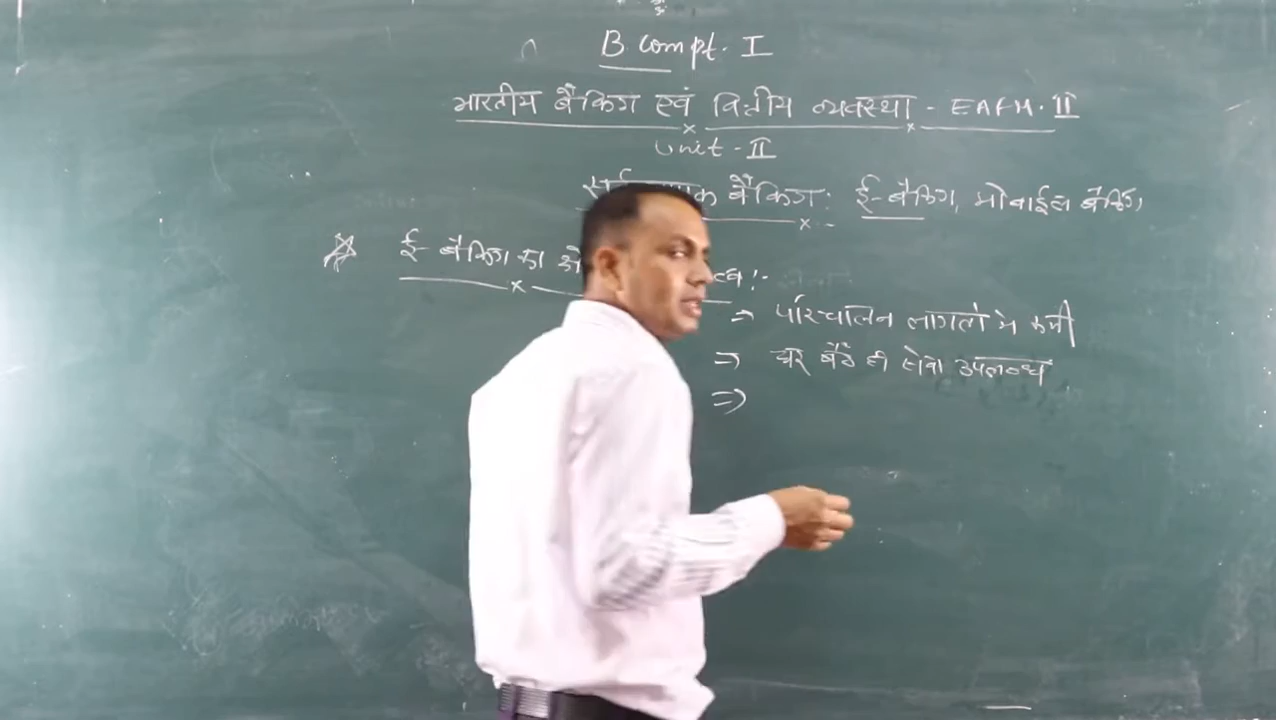 B Compt. I
भारतीय बैंकिंग एवं वित्तीय व्यवस्था - EAFM. II
Unit - II
बैंकिंग: ई-बैंकिंग, मोबाईल बैंकिंग,
ई-बैंकिंग का
⇒ परिचालन लागतों मे कमी
⇒ घर बैठे ही सेवा उपलब्ध
⇒